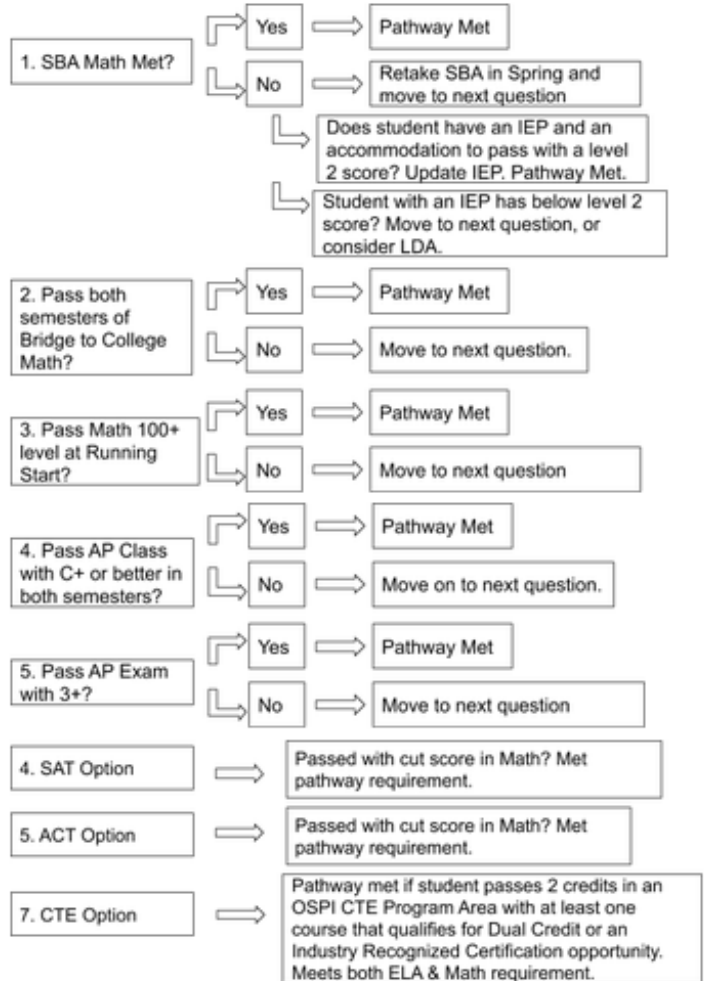 Yes
Pathway Met
1. SBA Math Met?
No
Retake SBA in Spring and
move to next question
Does student have an IEP and an
accommodation to pass with a level
2 score? Update IEP. Pathway Met.
Student with an IEP has below level 2
score? Move to next question, or
consider LDA.
2. Pass both
semesters of
Bridge to College
Math?
Yes
Pathway Met
No
Move to next question.
3. Pass Math 100+
level at Running
Start?
Yes
Pathway Met
No
Move to next question
4. Pass AP Class
with C+ or better in
both semesters?
Yes
Pathway Met
No
Move on to next question.
5. Pass AP Exam
with 3+?
Yes
Pathway Met
No
Move to next question
4. SAT Option
Passed with cut score in Math? Met
pathway requirement.
5. ACT Option
Passed with cut score in Math? Met
pathway requirement.
7. CTE Option
Pathway met if student passes 2 credits in an
OSPI CTE Program Area with at least one
course that qualifies for Dual Credit or an
Industry Recognized Certification opportunity.
Meets both ELA & Math requirement.